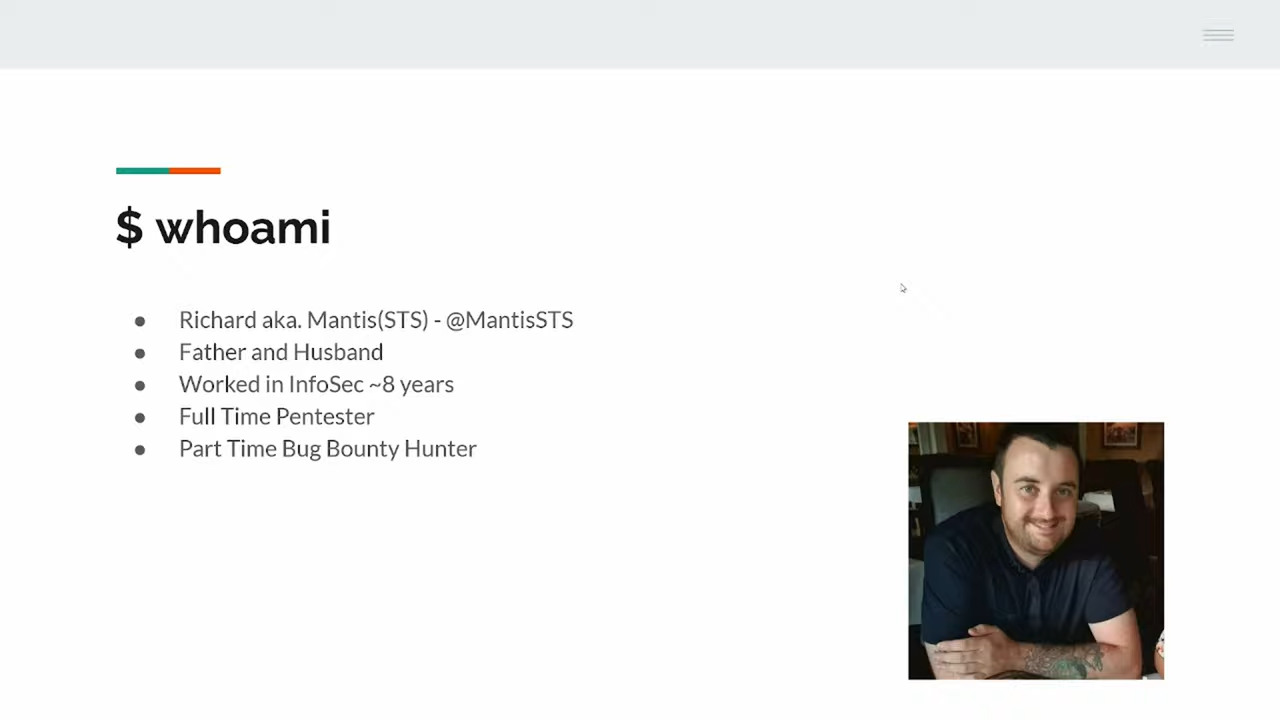 $ whoami
● Richard aka. Mantis(STS) - @MantisSTS
● Father and Husband
● Worked in InfoSec ~8 years
● Full Time Pentester
● Part Time Bug Bounty Hunter